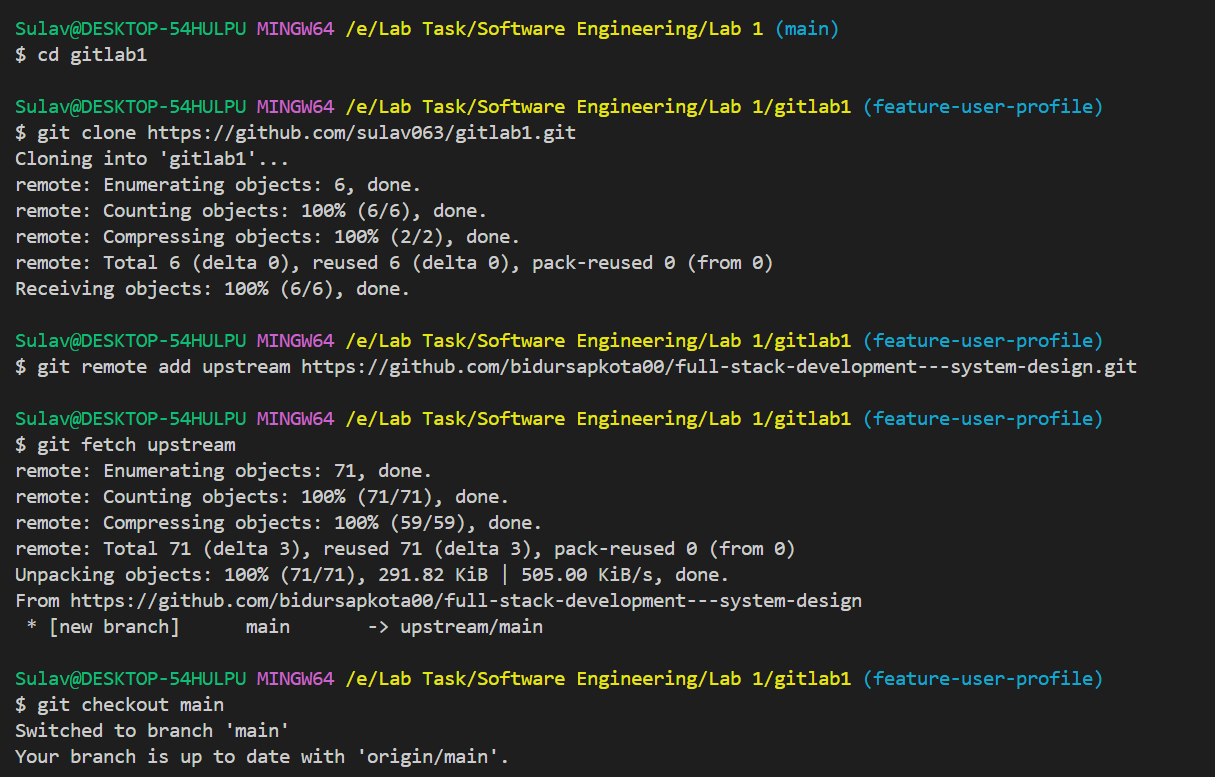 Sulav@DESKTOP-54HULPU MINGW64 /e/Lab Task/Software Engineering/Lab 1 (main)
$ cd gitlab1
Sulav@DESKTOP-54HULPU MINGW64 /e/Lab Task/Software Engineering/Lab 1/gitlab1 (feature-user-profile)
$ git clone https://github.com/sulav063/gitlab1.git
Cloning into 'gitlab1'...
remote: Enumerating objects: 6, done.
remote: Counting objects: 100% (6/6), done.
remote: Compressing objects: 100% (2/2), done.
remote: Total 6 (delta 0), reused 6 (delta 0), pack-reused 0 (from 0)
Receiving objects: 100% (6/6), done.
Sulav@DESKTOP-54HULPU MINGW64 /e/Lab Task/Software Engineering/Lab 1/gitlab1 (feature-user-profile)
$ git remote add upstream https://github.com/bidursapkota00/full-stack-development---system-design.git
Sulav@DESKTOP-54HULPU MINGW64 /e/Lab Task/Software Engineering/Lab 1/gitlab1 (feature-user-profile)
$ git fetch upstream
remote: Enumerating objects: 71, done.
remote: Counting objects: 100% (71/71), done.
remote: Compressing objects: 100% (59/59), done.
remote: Total 71 (delta 3), reused 71 (delta 3), pack-reused 0 (from 0)
Unpacking objects: 100% (71/71), 291.82 KiB | 505.00 KiB/s, done.
From https://github.com/bidursapkota00/full-stack-development---system-design
 * [new branch]      main       -> upstream/main
Sulav@DESKTOP-54HULPU MINGW64 /e/Lab Task/Software Engineering/Lab 1/gitlab1 (feature-user-profile)
$ git checkout main
Switched to branch 'main'
Your branch is up to date with 'origin/main'.